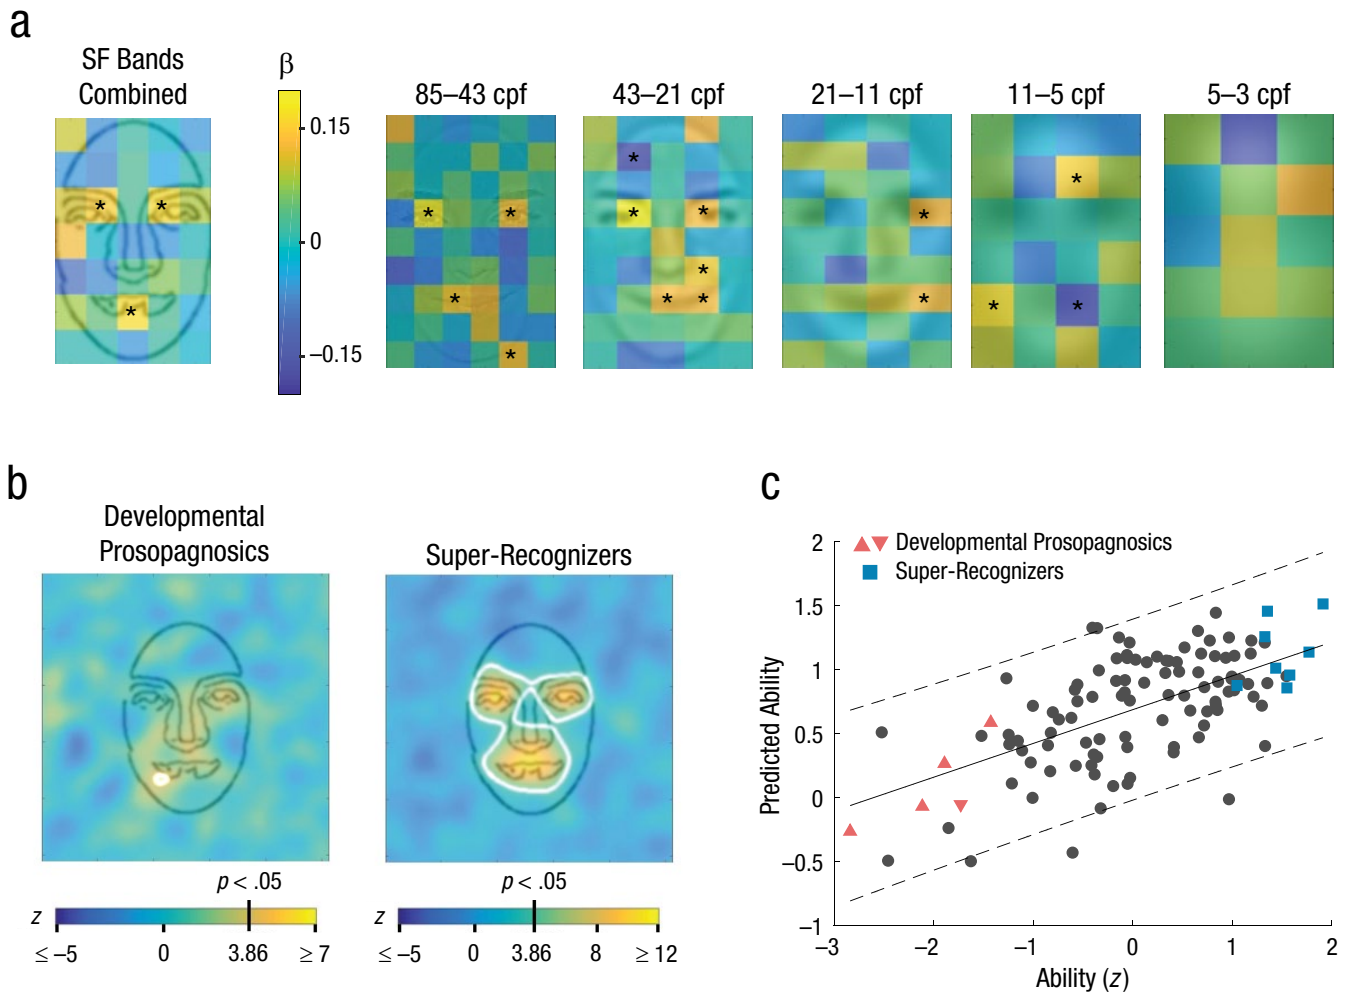 a
SF Bands
Combined
β
0.15
0
–0.15
85–43 cpf
43–21 cpf
21–11 cpf
11–5 cpf
5–3 cpf
* * *
* * * *
* * * * * *
* *
* * *
b
Developmental
Prosopagnosics
Super-Recognizers
p < .05
z
≤ –5
0
3.86
≥ 7
p < .05
z
≤ –5
0
3.86
8
≥ 12
c
Developmental Prosopagnosics
Super-Recognizers
Predicted Ability
2
1.5
1
0.5
0
–0.5
–1
–3
–2
–1
0
1
2
Ability (z)